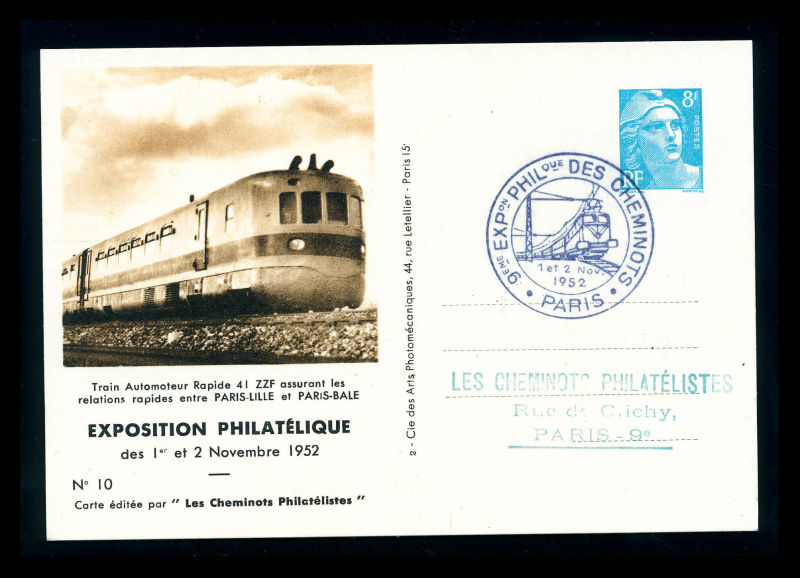 Train Automoteur Rapide 41 ZZF assurant les
relations rapides entre PARIS-LILLE et PARIS-BALE
EXPOSITION PHILATÉLIQUE
des 1er et 2 Novembre 1952
N° 10
Carte éditée par " Les Cheminots Philatélistes "
2 - Cie des Arts Photomécaniques, 44, rue Letellier - Paris 15e
8F
POSTES
RF
9ÈME EXPON PHILQUE DES CHEMINOTS
1 et 2 Nov.
1952
• PARIS •
LES CHEMINOTS PHILATÉLISTES
Rue de Clichy,
PARIS-9e